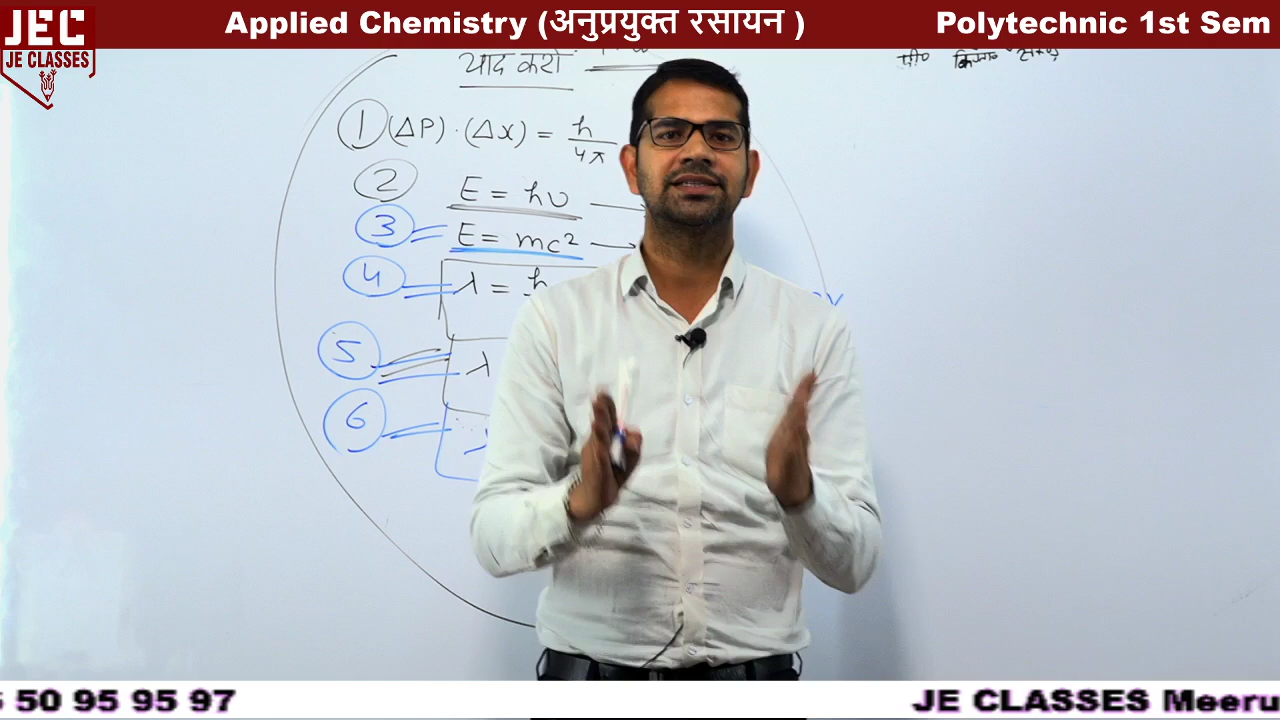 JEC
JE CLASSES
Applied Chemistry (अनुप्रयुक्त रसायन )
Polytechnic 1st Sem
याद करो
① (ΔP) · (Δx) = h/4π
② E = hν
③ E = mc²
④ λ = h
⑤ λ
⑥ λ
50 95 95 97
JE CLASSES Meeru